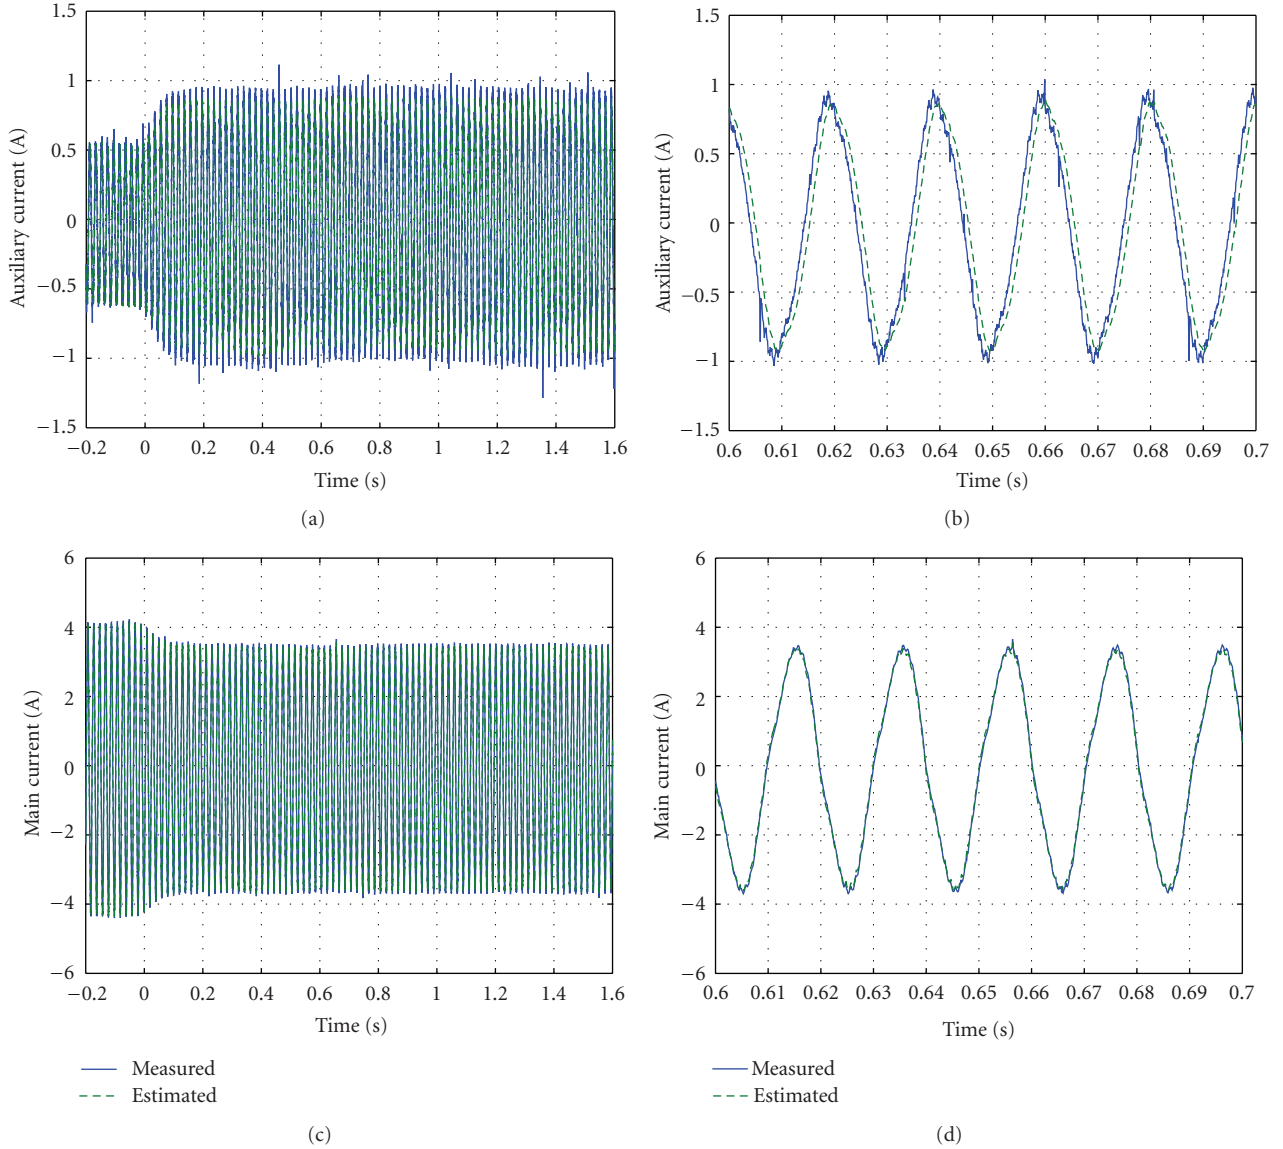 1.5
1
0.5
0
−0.5
−1
−1.5
Auxiliary current (A)
−0.2 0 0.2 0.4 0.6 0.8 1 1.2 1.4 1.6
Time (s)
(a)
1.5
1
0.5
0
−0.5
−1
−1.5
Auxiliary current (A)
0.6 0.61 0.62 0.63 0.64 0.65 0.66 0.67 0.68 0.69 0.7
Time (s)
(b)
6
4
2
0
−2
−4
−6
Main current (A)
−0.2 0 0.2 0.4 0.6 0.8 1 1.2 1.4 1.6
Time (s)
Measured
Estimated
(c)
6
4
2
0
−2
−4
−6
Main current (A)
0.6 0.61 0.62 0.63 0.64 0.65 0.66 0.67 0.68 0.69 0.7
Time (s)
Measured
Estimated
(d)